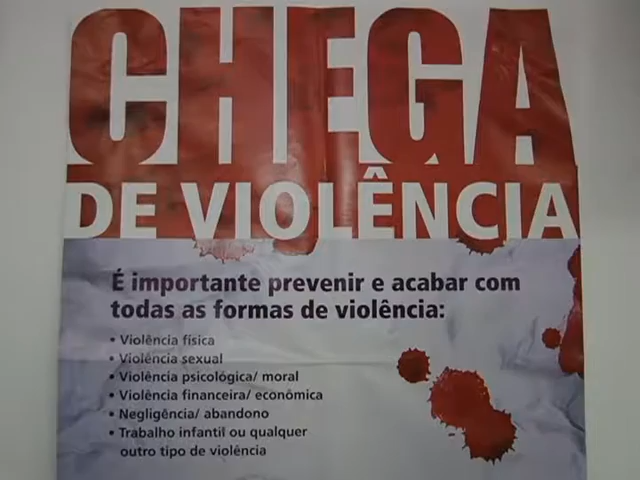 CHEGA
DE VIOLÊNCIA
É importante prevenir e acabar com
todas as formas de violência:
• Violência física
• Violência sexual
• Violência psicológica/ moral
• Violência financeira/ econômica
• Negligência/ abandono
• Trabalho infantil ou qualquer
outro tipo de violência